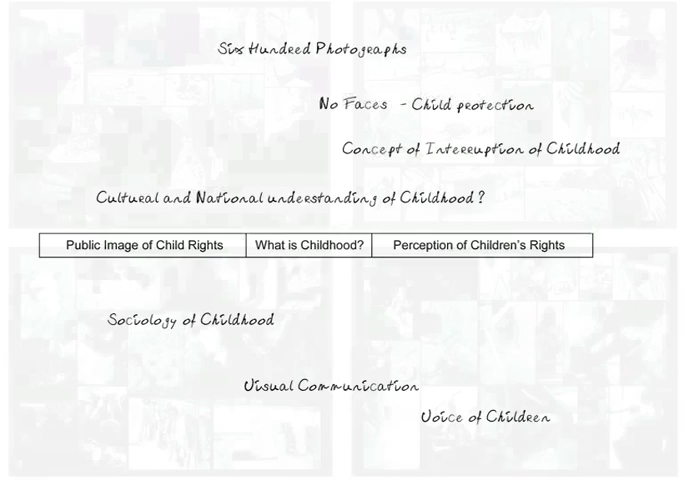 Six Hundred Photographs
No Faces - Child protection
Concept of Interruption of Childhood
Cultural and National understanding of Childhood?
Public Image of Child Rights
What is Childhood?
Perception of Children's Rights
Sociology of Childhood
Visual Communication
Voice of Children